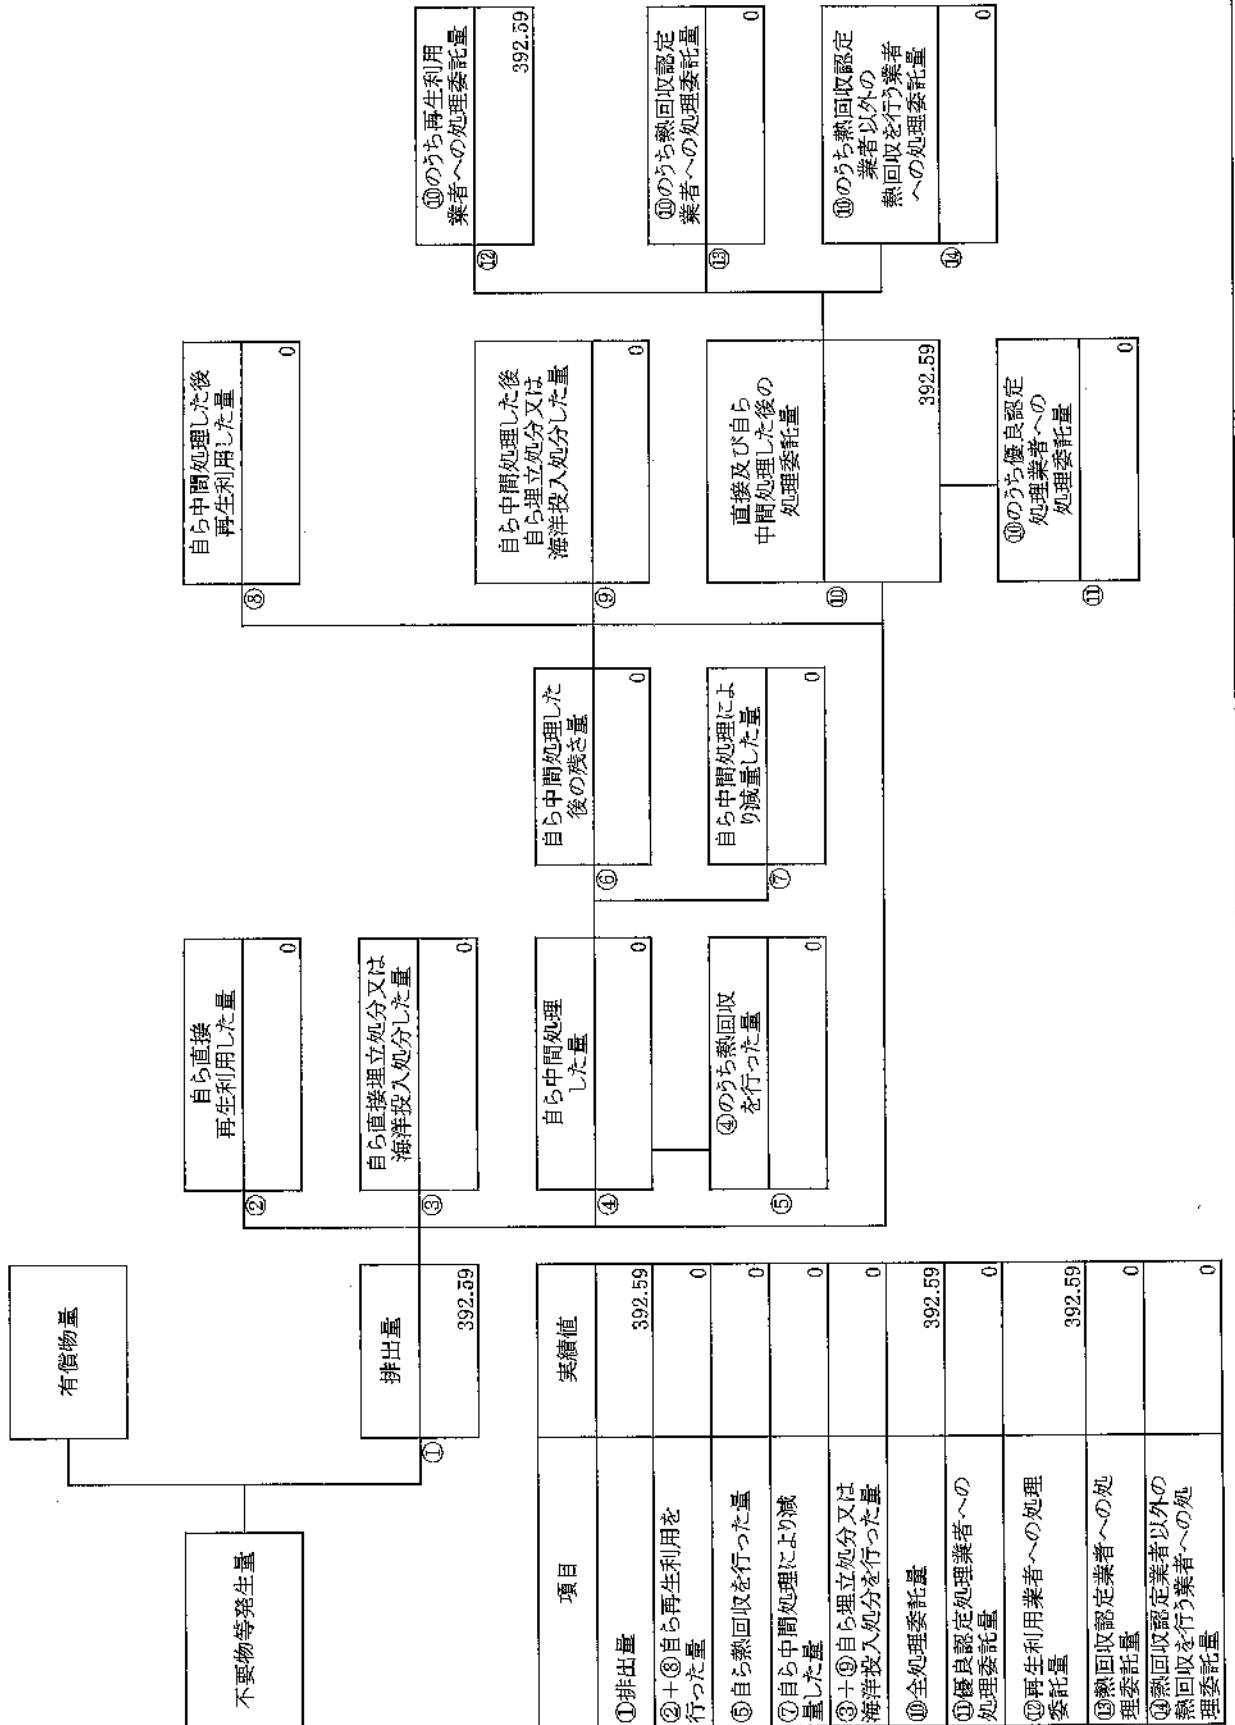 不要物等発生量
有償物量
①
排出量
392.59
②
自ら直接
再生利用した量
0
③
自ら直接埋立処分又は
海洋投入処分した量
0
④
自ら中間処理
した量
0
⑤
④のうち熱回収
を行った量
0
⑥
自ら中間処理した
後の残さ量
0
⑦
自ら中間処理によ
り減量した量
0
⑧
自ら中間処理した後
再生利用した量
0
⑨
自ら中間処理した後
自ら埋立処分又は
海洋投入処分した量
0
⑩
直接及び自ら
中間処理した後の
処理委託量
392.59
⑪
⑩のうち優良認定
処理業者への
処理委託量
0
⑫
⑩のうち再生利用
業者への処理委託量
392.59
⑬
⑩のうち熱回収認定
業者への処理委託量
0
⑭
⑩のうち熱回収認定
業者以外の
熱回収を行う業者
への処理委託量
0
項目
実績値
①排出量
392.59
②+⑧自ら再生利用を
行った量
0
⑤自ら熱回収を行った量
0
⑦自ら中間処理により減
量した量
0
③+⑨自ら埋立処分又は
海洋投入処分を行った量
0
⑩全処理委託量
392.59
⑪優良認定処理業者への
処理委託量
0
⑫再生利用業者への処理
委託量
392.59
⑬熱回収認定業者への処
理委託量
0
⑭熱回収認定業者以外の
熱回収を行う業者への処
理委託量
0